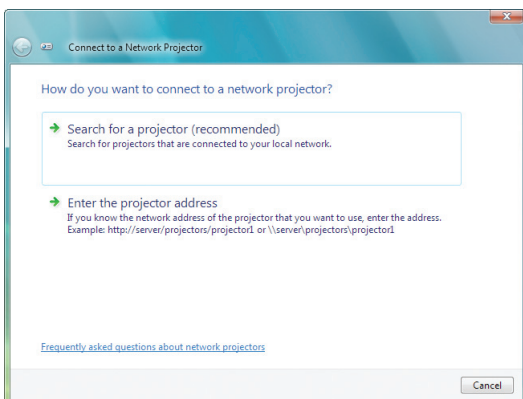 Connect to a Network Projector
How do you want to connect to a network projector?
Search for a projector (recommended)
Search for projectors that are connected to your local network.
Enter the projector address
If you know the network address of the projector that you want to use, enter the address.
Example: http://server/projectors/projector1 or \\server\projectors\projector1
Frequently asked questions about network projectors
Cancel